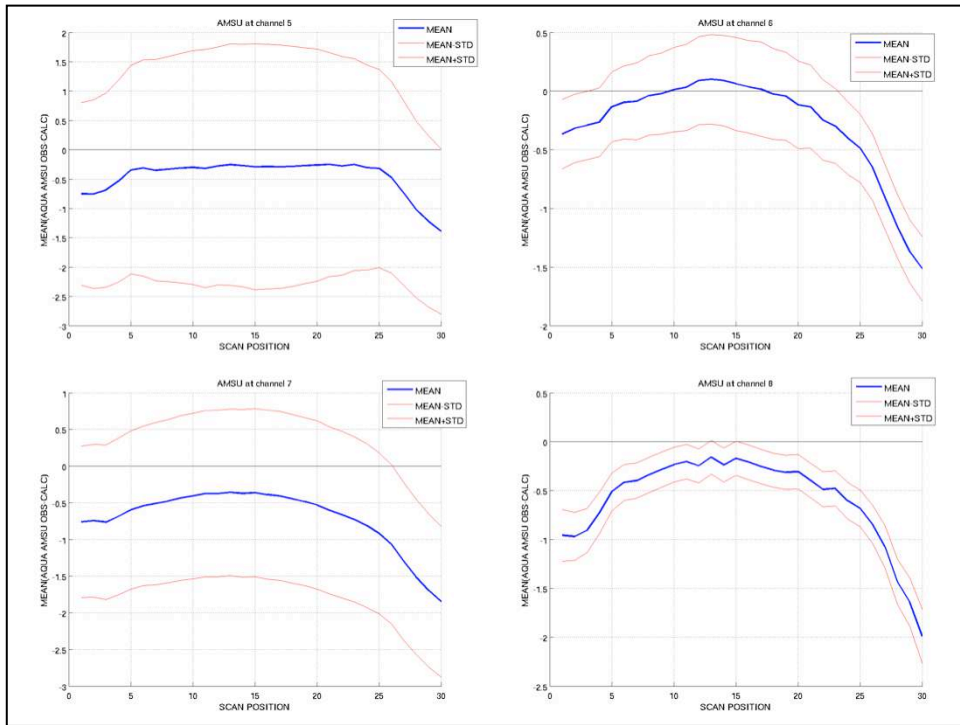 AMSU at channel 5
MEAN
MEAN-STD
MEAN+STD
2
1.5
1
0.5
0
-0.5
-1
-1.5
-2
-2.5
-3
MEAN(AQUA AMSU OBS-CALC)
0 5 10 15 20 25 30
SCAN POSITION
AMSU at channel 6
MEAN
MEAN-STD
MEAN+STD
0.5
0
-0.5
-1
-1.5
-2
MEAN(AQUA AMSU OBS-CALC)
0 5 10 15 20 25 30
SCAN POSITION
AMSU at channel 7
MEAN
MEAN-STD
MEAN+STD
1
0.5
0
-0.5
-1
-1.5
-2
-2.5
-3
MEAN(AQUA AMSU OBS-CALC)
0 5 10 15 20 25 30
SCAN POSITION
AMSU at channel 8
MEAN
MEAN-STD
MEAN+STD
0.5
0
-0.5
-1
-1.5
-2
-2.5
MEAN(AQUA AMSU OBS-CALC)
0 5 10 15 20 25 30
SCAN POSITION